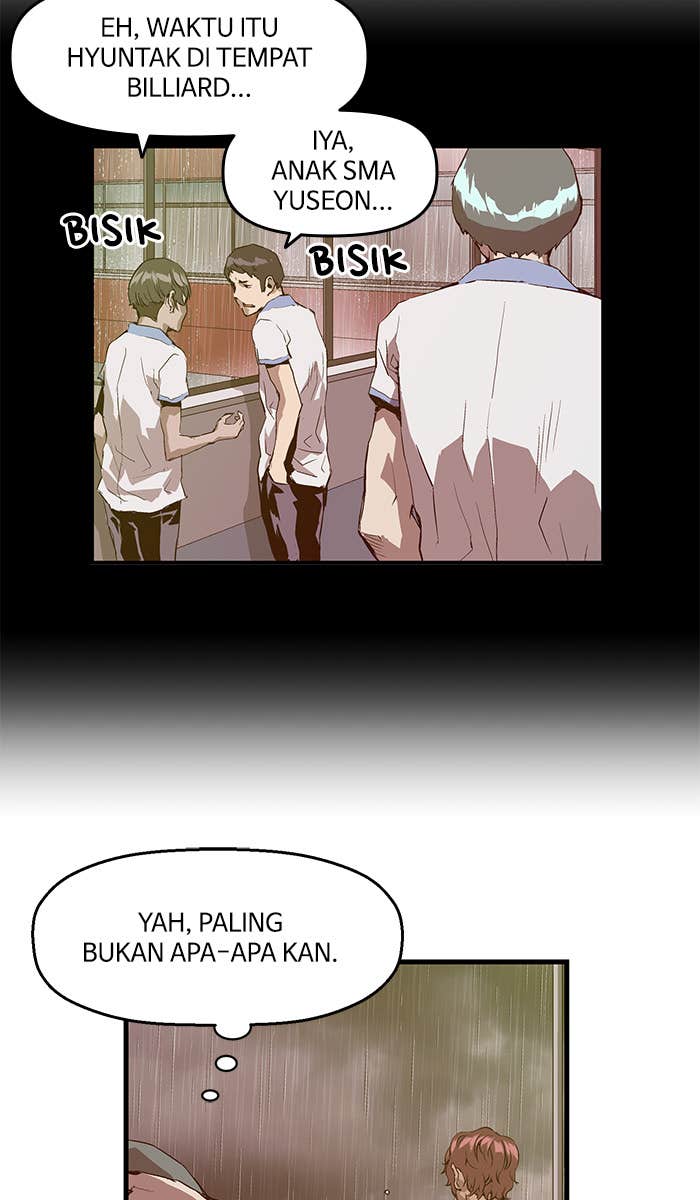 EH, WAKTU ITU
HYUNTAK DI TEMPAT
BILLIARD...
IYA,
ANAK SMA
YUSEON...
BISIK
BISIK
YAH, PALING
BUKAN APA-APA KAN.